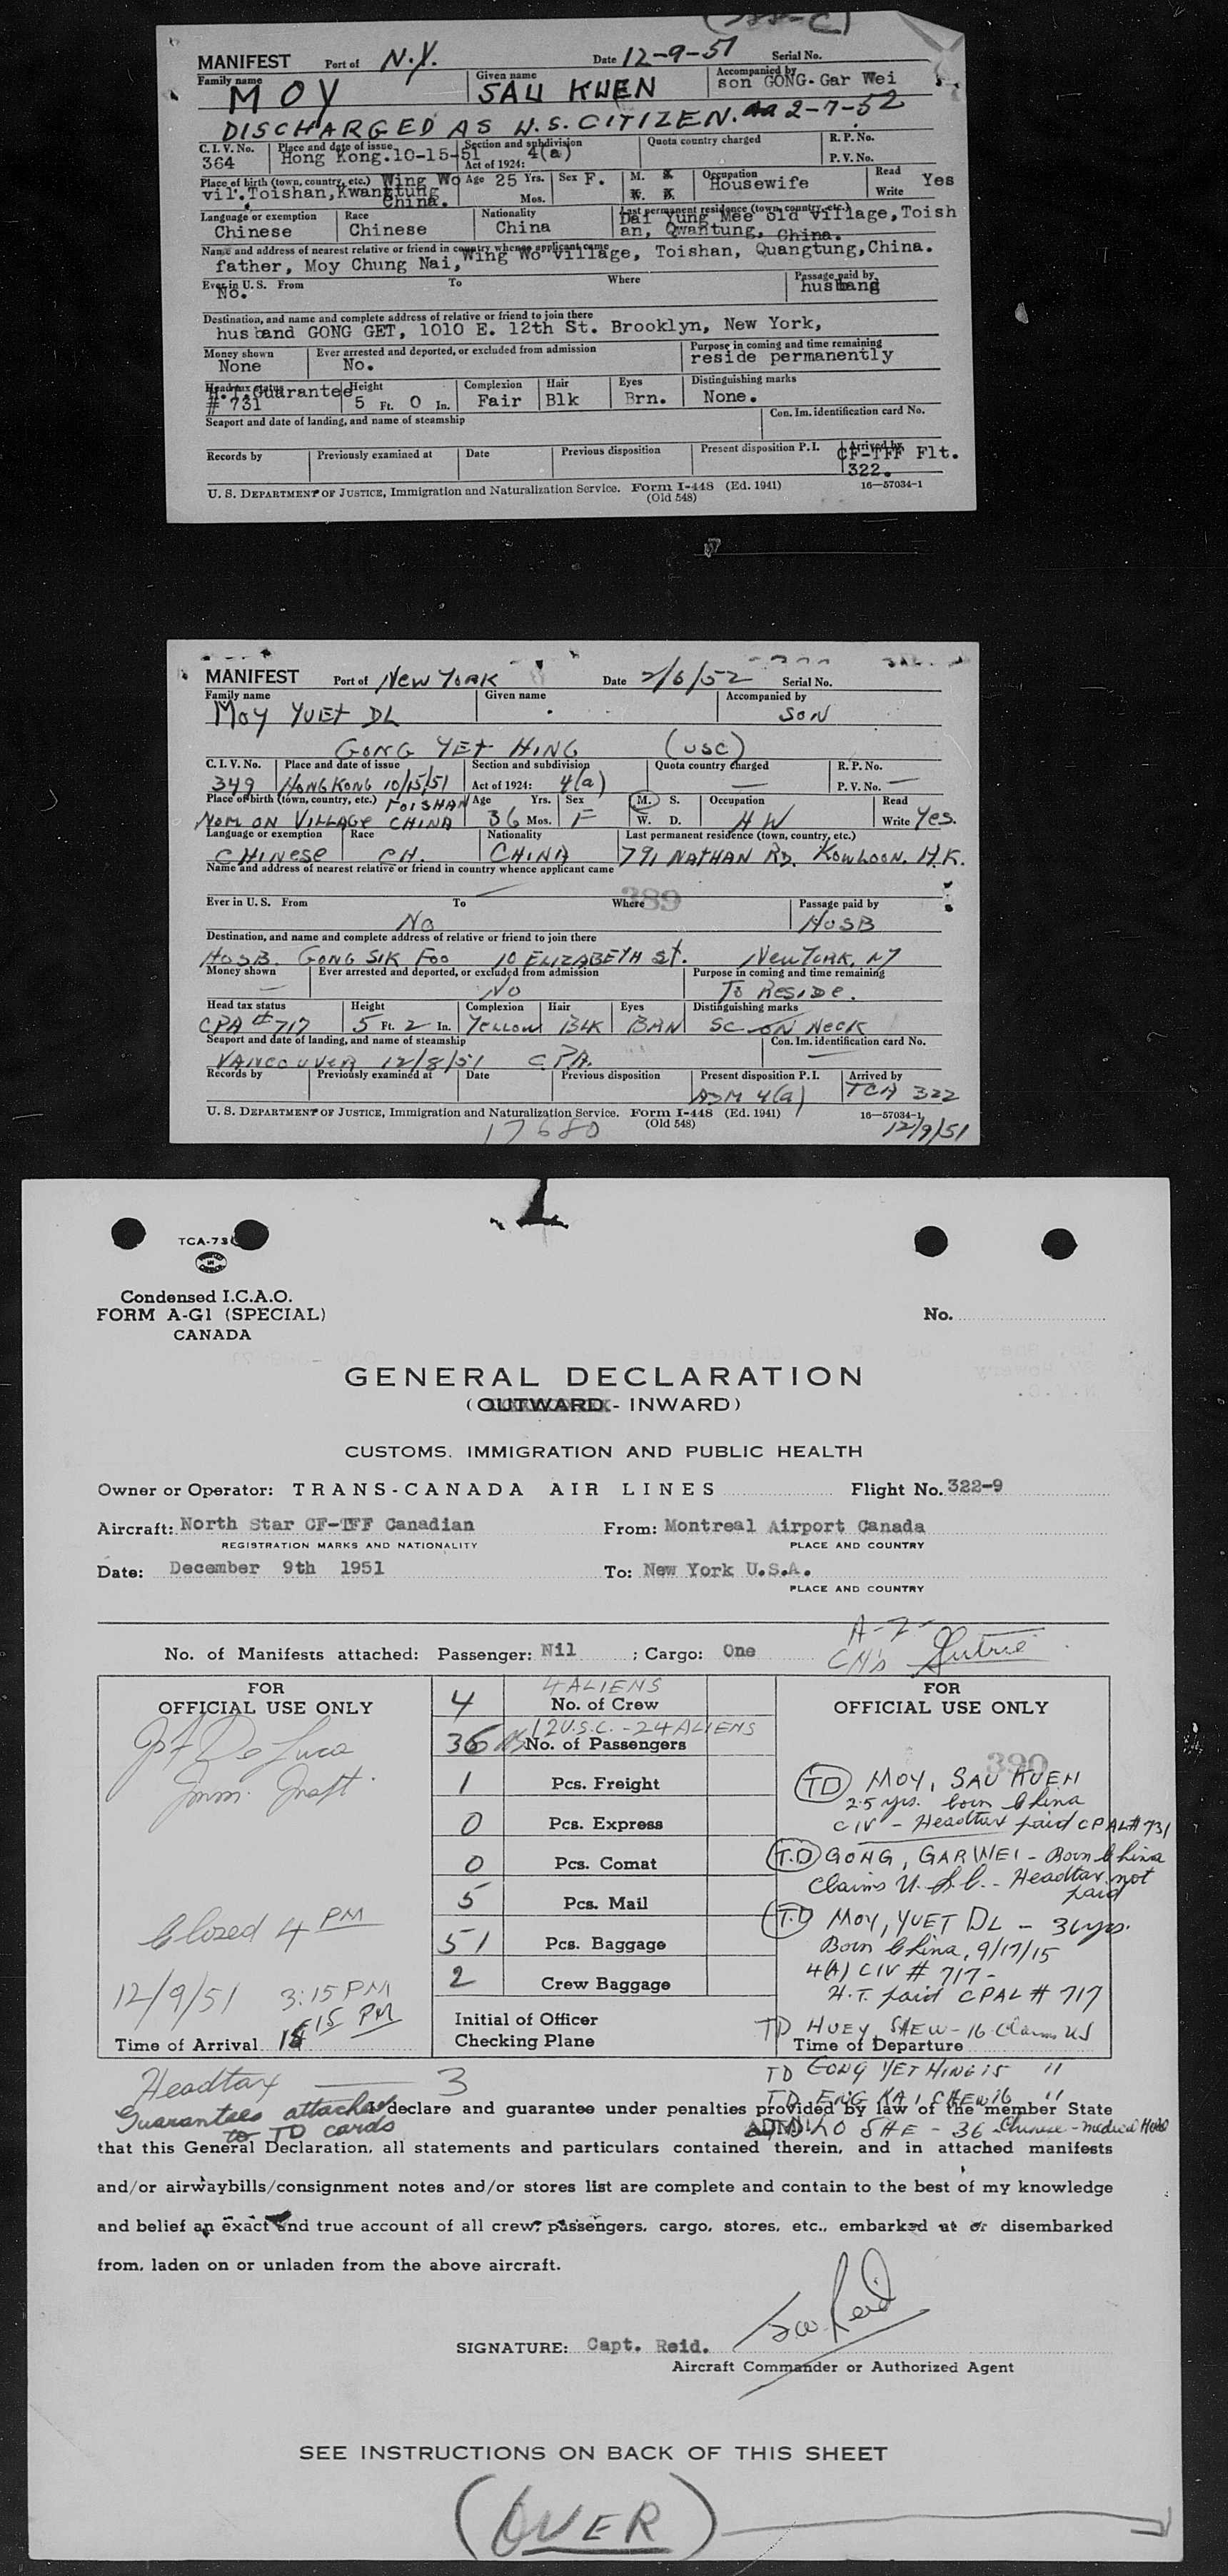 (388-C)
MANIFEST Port of N.Y. Date 12-9-51 Serial No.
Family name Given name Accompanied by
MOY SAU KUEN son GONG. Gar Wei
DISCHARGED AS U.S. CITIZEN. 2-7-52
C. I. V. No. Place and date of issue Section and subdivision Quota country charged R. P. No.
364 Hong Kong. 10-15-51 Act of 1924: 4(a) P. V. No.
Place of birth (town, country, etc.) Wing Wo Age 25 Yrs. Sex F. M. S. Occupation Read
vil. Toishan, Kwangtung Mos. W. D. Housewife Write Yes
China.
Language or exemption Race Nationality Last permanent residence (town, country, etc.)
Chinese Chinese China Dai Yung Mee Old Village, Toish
an, Qwantung, China.
Name and address of nearest relative or friend in country whence applicant came
father, Moy Chung Nai, Wing Wo Village, Toishan, Quangtung, China.
Ever in U. S. From To Where Passage paid by
No. husband
Destination, and name and complete address of relative or friend to join there
husband GONG GET, 1010 E. 12th St. Brooklyn, New York,
Money shown Ever arrested and deported, or excluded from admission Purpose in coming and time remaining
None No. reside permanently
Head tax status Height Complexion Hair Eyes Distinguishing marks
Guarantee
# 731 5 Ft. 0 In. Fair Blk Brn. None.
Seaport and date of landing, and name of steamship Con. Im. identification card No.
Records by Previously examined at Date Previous disposition Present disposition P. I. Arrived by
CF-TFF Flt.
322.
U. S. DEPARTMENT OF JUSTICE, Immigration and Naturalization Service. Form I-448 (Ed. 1941) 16—57034-1
(Old 548)
MANIFEST Port of NEW YORK Date 2/6/52 Serial No.
Family name Given name Accompanied by
MOY YUET DL SON
GONG YET HING (USC)
C. I. V. No. Place and date of issue Section and subdivision Quota country charged R. P. No.
349 HONG KONG 10/15/51 Act of 1924: 4(a) — P. V. No. —
Place of birth (town, country, etc.) TOISHAN Age Yrs. Sex M. S. Occupation Read
NOM ON VILLAGE CHINA 36 Mos. F W. D. HW Write Yes.
Language or exemption Race Nationality Last permanent residence (town, country, etc.)
CHINESE CH. CHINA 791 NATHAN RD. KOWLOON, H.K.
Name and address of nearest relative or friend in country whence applicant came
389
Ever in U. S. From To Where Passage paid by
NO HUSB
Destination, and name and complete address of relative or friend to join there
HUSB. GONG SIK FOO 10 ELIZABETH St. New York, NY
Money shown Ever arrested and deported, or excluded from admission Purpose in coming and time remaining
— NO To Reside.
Head tax status Height Complexion Hair Eyes Distinguishing marks
CPA # 717 5 Ft. 2 In. Yellow BLK BRN SC ON NECK
Seaport and date of landing, and name of steamship Con. Im. identification card No.
VANCOUVER 12/8/51 C.P.A. —
Records by Previously examined at Date Previous disposition Present disposition P. I. Arrived by
ADM 4(a) TCA 322
U. S. DEPARTMENT OF JUSTICE, Immigration and Naturalization Service. Form I-448 (Ed. 1941) 16—57034-1
17680 (Old 548) 12/9/51
TCA-73
Condensed I.C.A.O.
FORM A-G1 (SPECIAL)
CANADA
No.
GENERAL DECLARATION
(OUTWARD - INWARD)
CUSTOMS. IMMIGRATION AND PUBLIC HEALTH
Owner or Operator: TRANS-CANADA AIR LINES Flight No. 322-9
Aircraft: North Star CF-TFF Canadian From: Montreal Airport Canada
REGISTRATION MARKS AND NATIONALITY PLACE AND COUNTRY
Date: December 9th 1951 To: New York U.S.A.
PLACE AND COUNTRY
A-2
No. of Manifests attached: Passenger: Nil ; Cargo: One
FOR OFFICIAL USE ONLY
De Luca
Closed 4 PM
12/9/51 3:15 PM
15 PM
Time of Arrival
4 ALIENS
4 No. of Crew
12 U.S.C. - 24 ALIENS
36 No. of Passengers
1 Pcs. Freight
0 Pcs. Express
0 Pcs. Comat
5 Pcs. Mail
51 Pcs. Baggage
2 Crew Baggage
Initial of Officer
Checking Plane
FOR
OFFICIAL USE ONLY
390
TD MOY, SAU KUEN
25 yrs. born China
CIV - Headtax paid CPAL # 731
T.D GONG, GAR WEI - Born China
Claims U.S.C. - Headtax not
paid
T.D MOY, YUET DL - 36 yrs.
Born China, 9/17/15
4(A) CIV # 717-
H.T. paid CPAL # 717
TD HUEY SHEW - 16 Claims US
Time of Departure
TD GONG YET HING 15 "
TD ENG KAI CHEW 16 "
LO SHE - 36 Chinese - medical Hold
Headtax — 3
Guarantees attached
to TD cards
I declare and guarantee under penalties provided by law of the member State
that this General Declaration, all statements and particulars contained therein, and in attached manifests
and/or airwaybills/consignment notes and/or stores list are complete and contain to the best of my knowledge
and belief an exact and true account of all crew, passengers, cargo, stores, etc., embarked at or disembarked
from, laden on or unladen from the above aircraft.
SIGNATURE: Capt. Reid.
Aircraft Commander or Authorized Agent
SEE INSTRUCTIONS ON BACK OF THIS SHEET
(OVER)